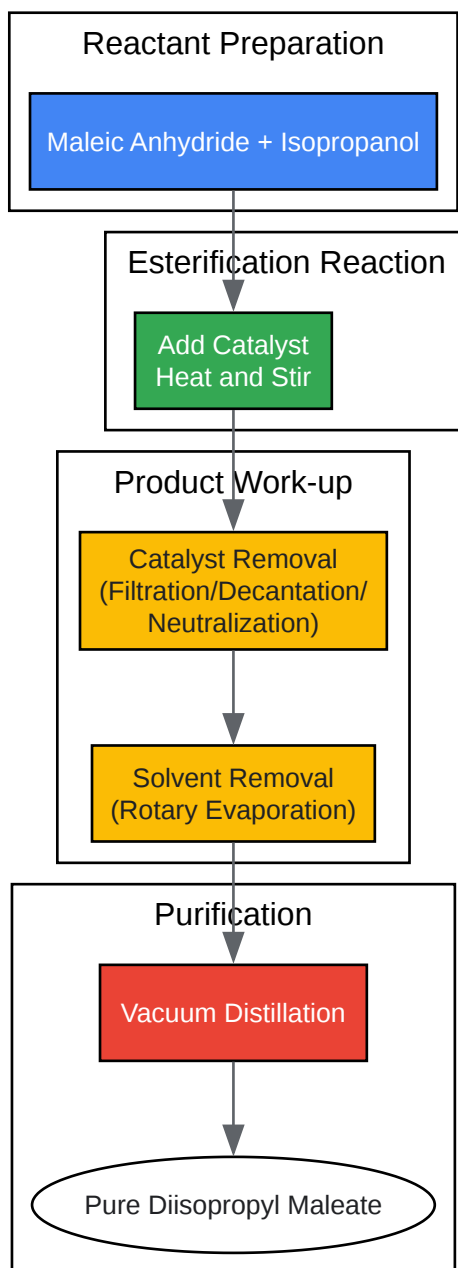 Reactant Preparation
Maleic Anhydride + Isopropanol
Esterification Reaction
Add Catalyst
Heat and Stir
Product Work-up
Catalyst Removal
(Filtration/Decantation/
Neutralization)
Solvent Removal
(Rotary Evaporation)
Purification
Vacuum Distillation
Pure Diisopropyl Maleate